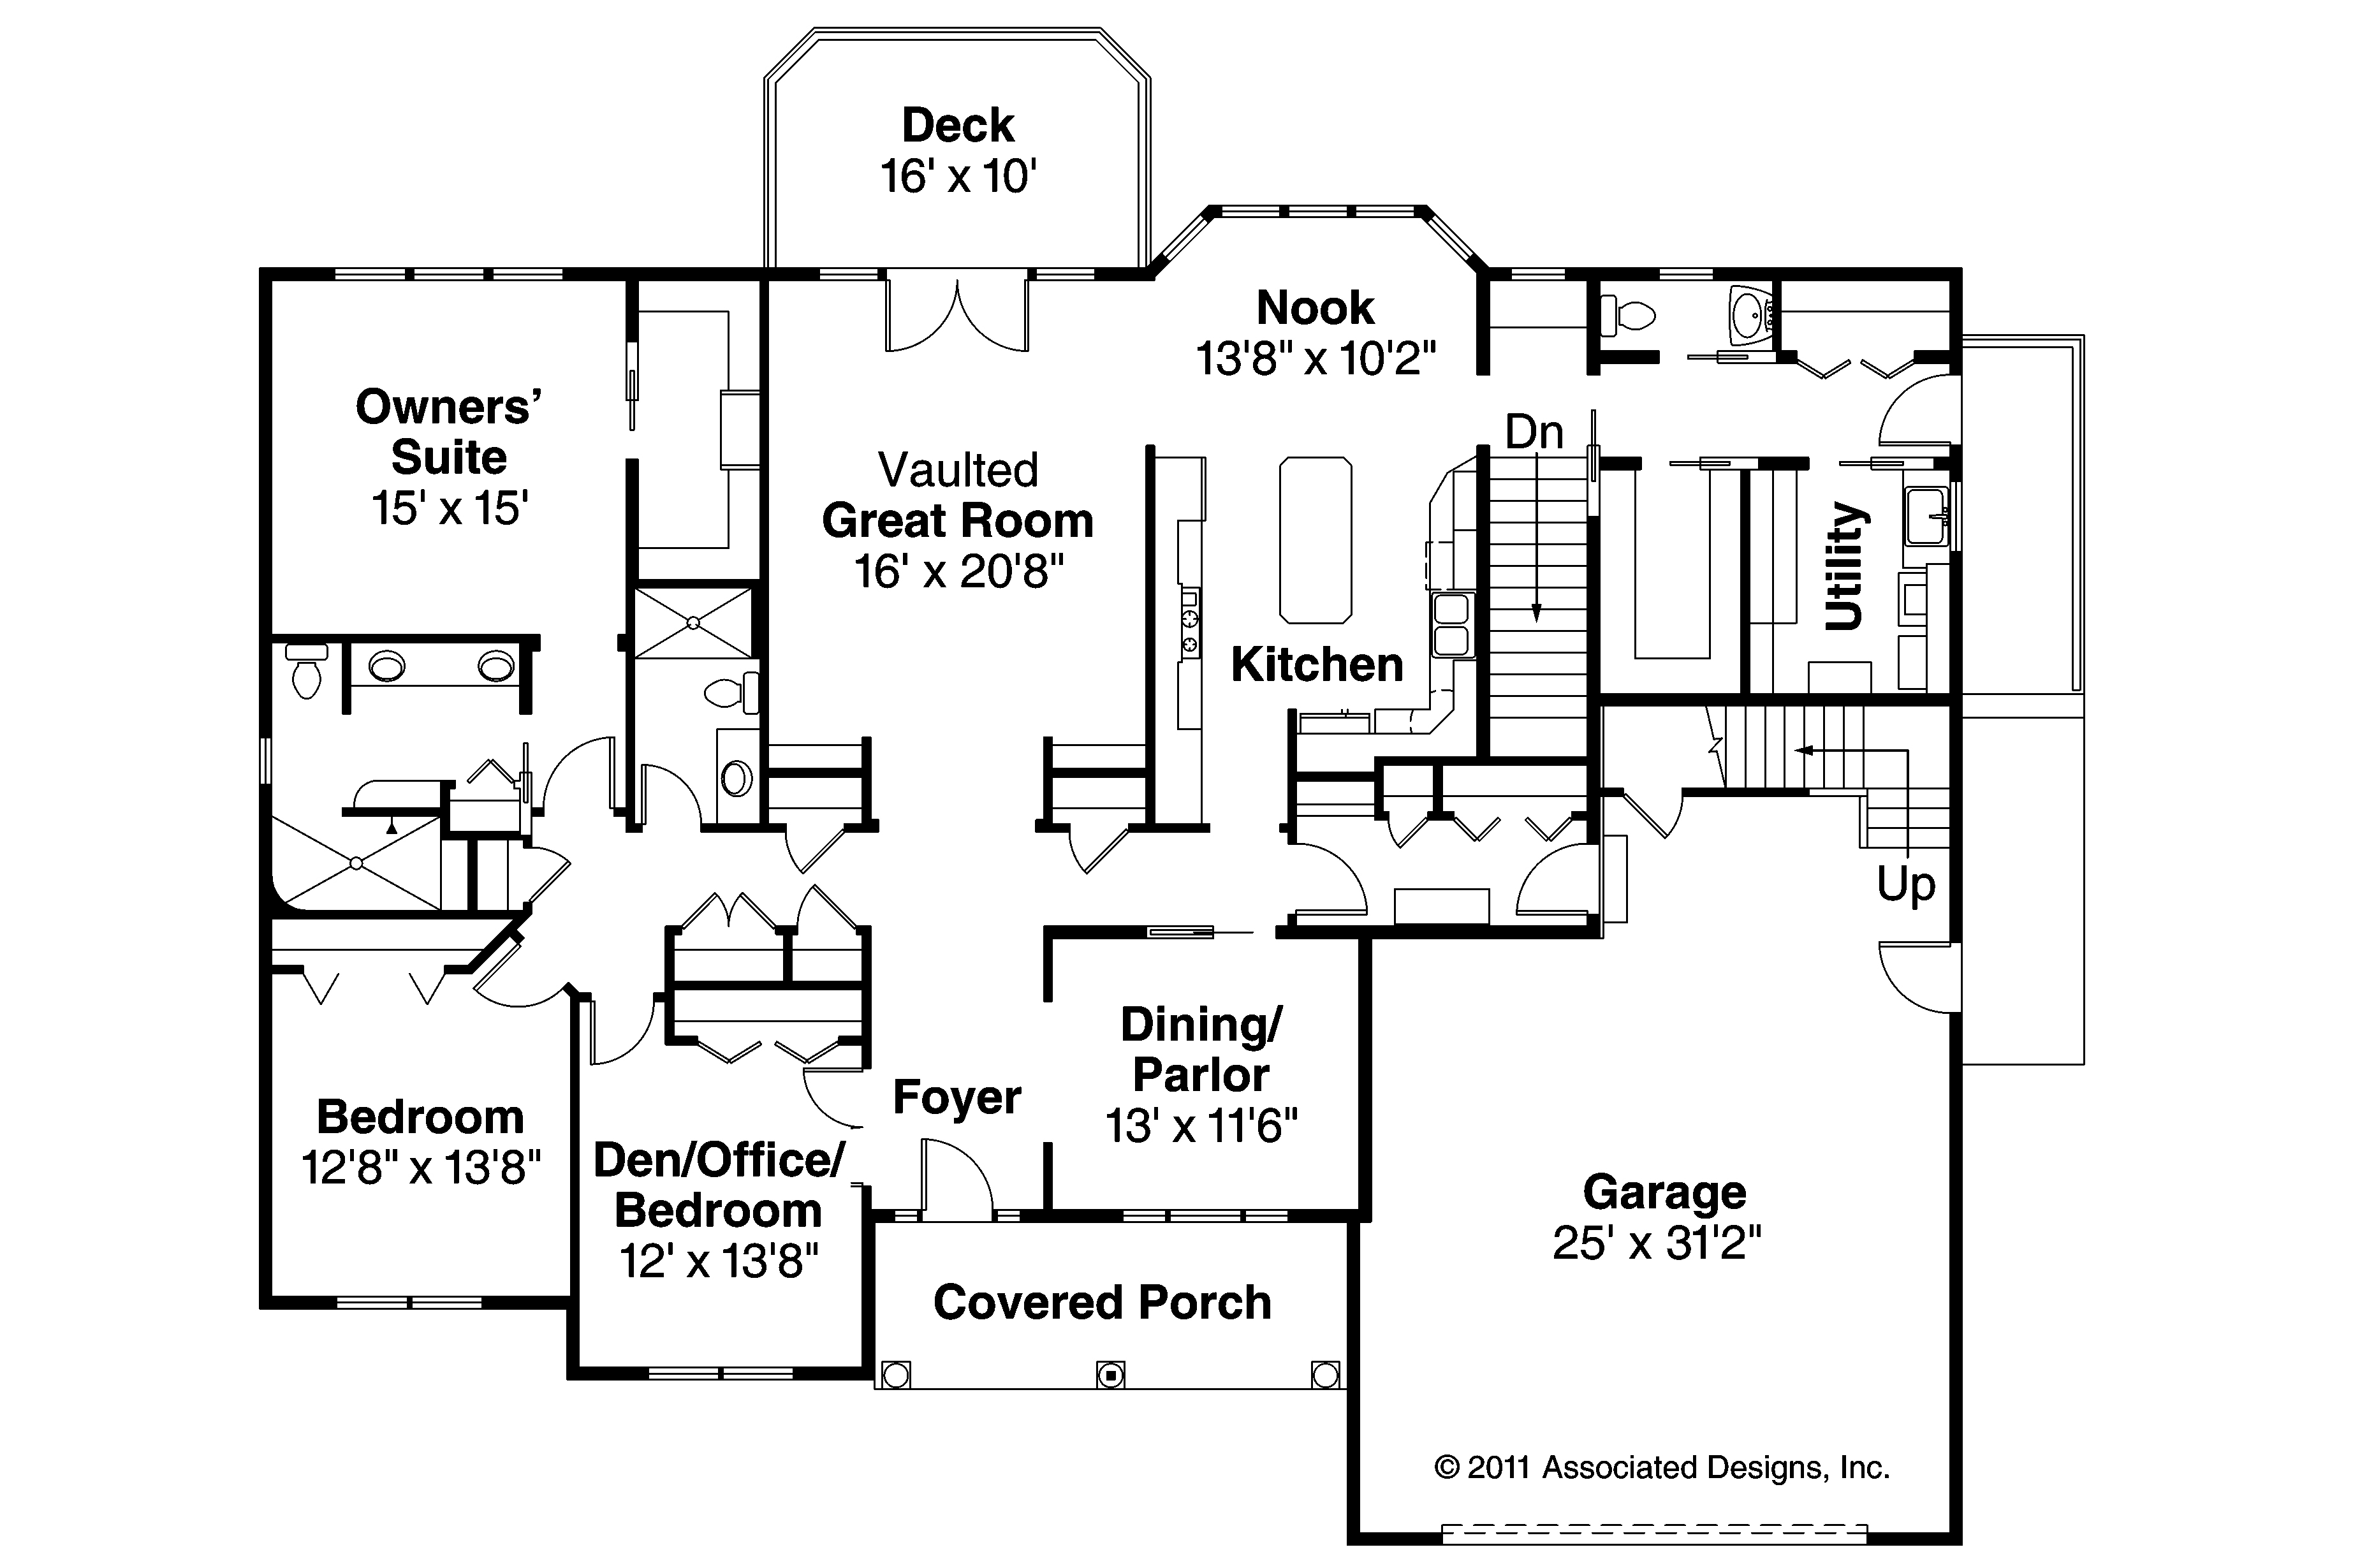 Deck
16' x 10'
Nook
13'8" x 10'2"
Owners’
Suite
15' x 15'
Dn
Vaulted
Great Room
16' x 20'8"
Utility
Kitchen
Up
Dining/
Parlor
13' x 11'6"
Foyer
Bedroom
12'8" x 13'8"
Den/Office/
Bedroom
12' x 13'8"
Garage
25' x 31'2"
Covered Porch
© 2011 Associated Designs, Inc.